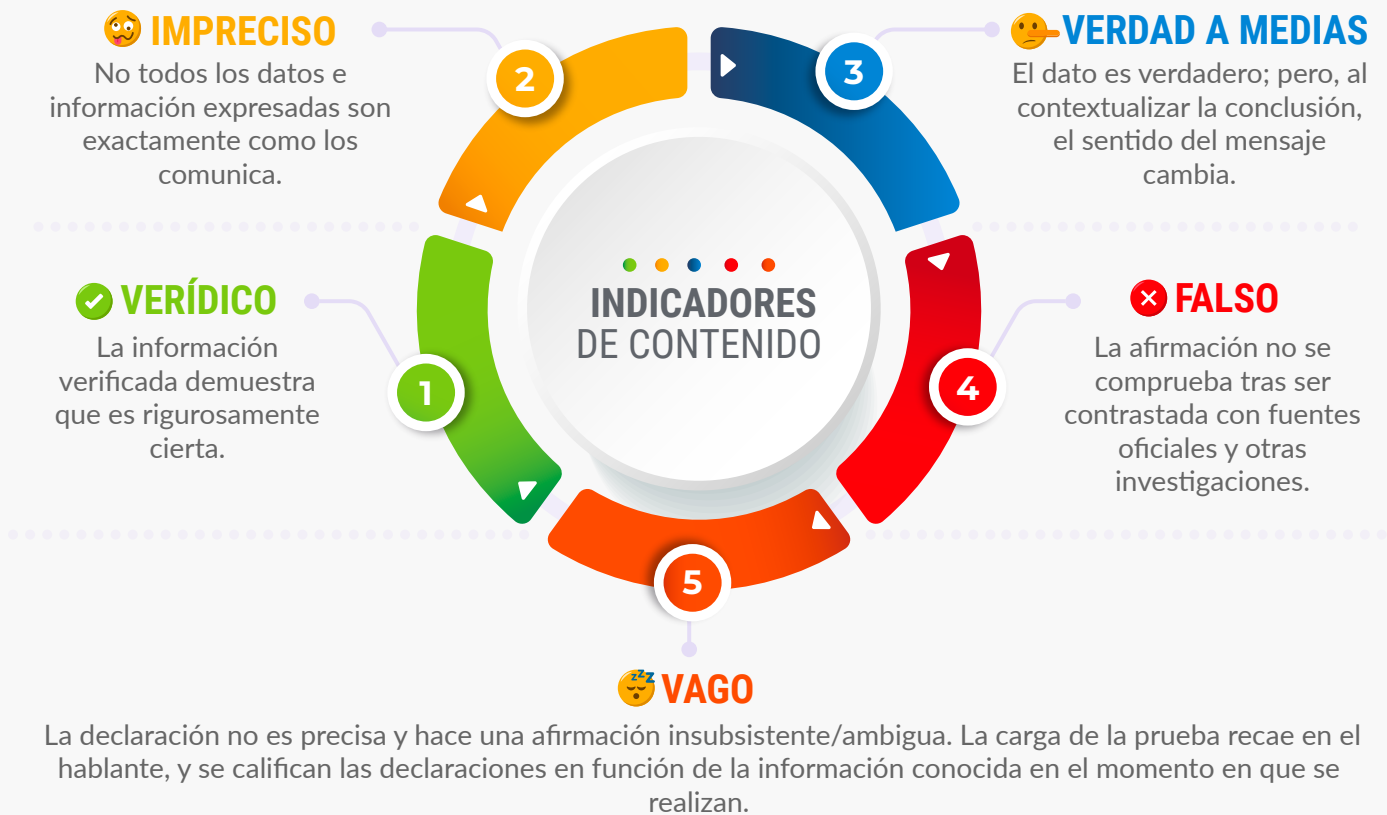 IMPRECISO
No todos los datos e
información expresadas son
exactamente como los
comunica.
2
3
VERDAD A MEDIAS
El dato es verdadero; pero, al
contextualizar la conclusión,
el sentido del mensaje
cambia.
VERÍDICO
La información
verificada demuestra
que es rigurosamente
cierta.
1
INDICADORES
DE CONTENIDO
4
FALSO
La afirmación no se
comprueba tras ser
contrastada con fuentes
oficiales y otras
investigaciones.
5
zzZ
VAGO
La declaración no es precisa y hace una afirmación insubsistente/ambigua. La carga de la prueba recae en el
hablante, y se califican las declaraciones en función de la información conocida en el momento en que se
realizan.